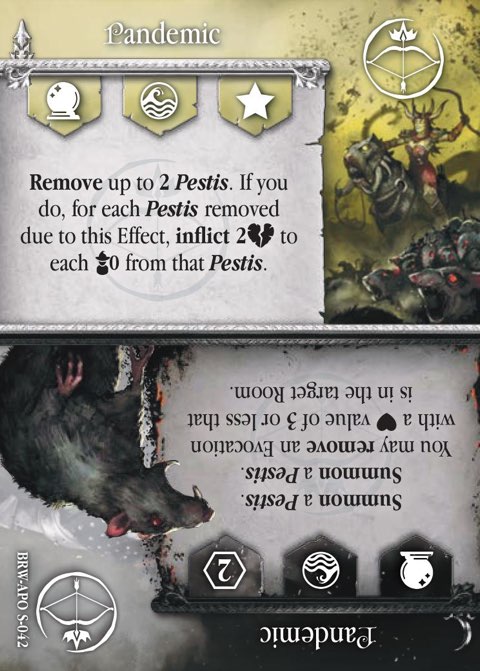 Pandemic
Remove up to 2 Pestis. If you
do, for each Pestis removed
due to this Effect, inflict 2 to
each 0 from that Pestis.
Pandemic
2
Summon a Pestis.
Summon a Pestis.
You may remove an Evocation
with a value of 3 or less that
is in the target Room.
BRW-APO S-042